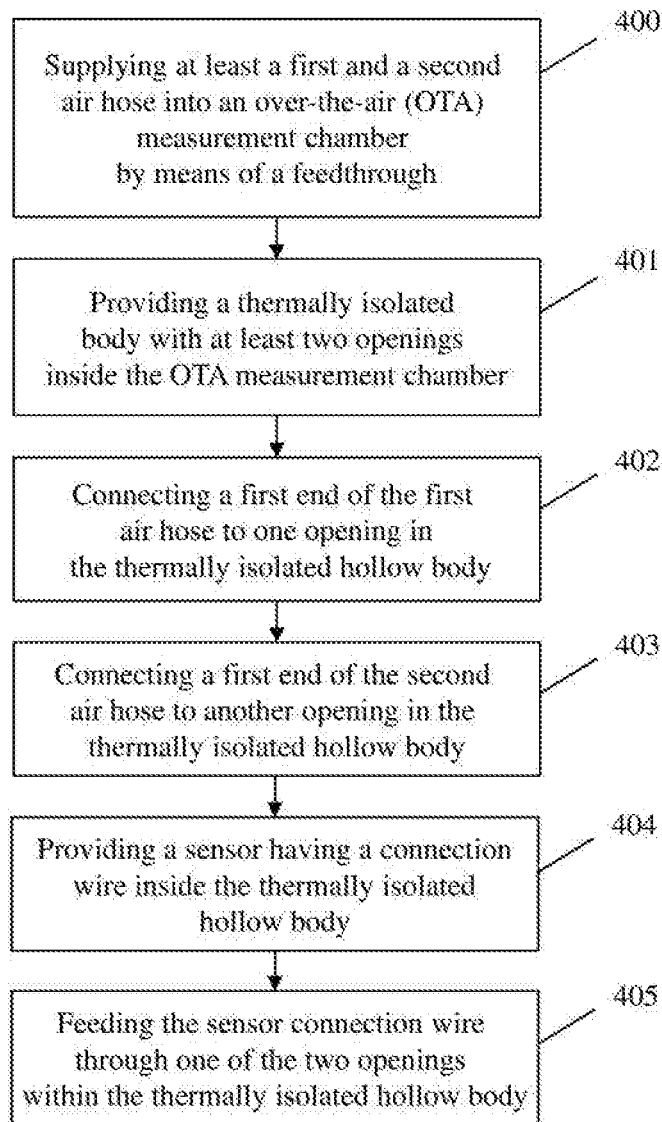 400
Supplying at least a first and a second
air hose into an over-the-air (OTA)
measurement chamber
by means of a feedthrough
401
Providing a thermally isolated
body with at least two openings
inside the OTA measurement chamber
402
Connecting a first end of the first
air hose to one opening in
the thermally isolated hollow body
403
Connecting a first end of the second
air hose to another opening in the
thermally isolated hollow body
404
Providing a sensor having a connection
wire inside the thermally isolated
hollow body
405
Feeding the sensor connection wire
through one of the two openings
within the thermally isolated hollow body